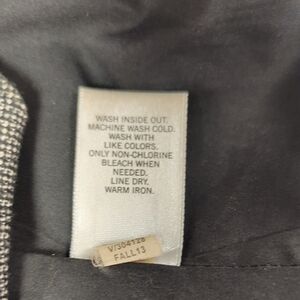 WASH INSIDE OUT.
MACHINE WASH COLD.
WASH WITH
LIKE COLORS.
ONLY NON-CHLORINE
BLEACH WHEN
NEEDED.
LINE DRY.
WARM IRON.
V/304128
FALL13